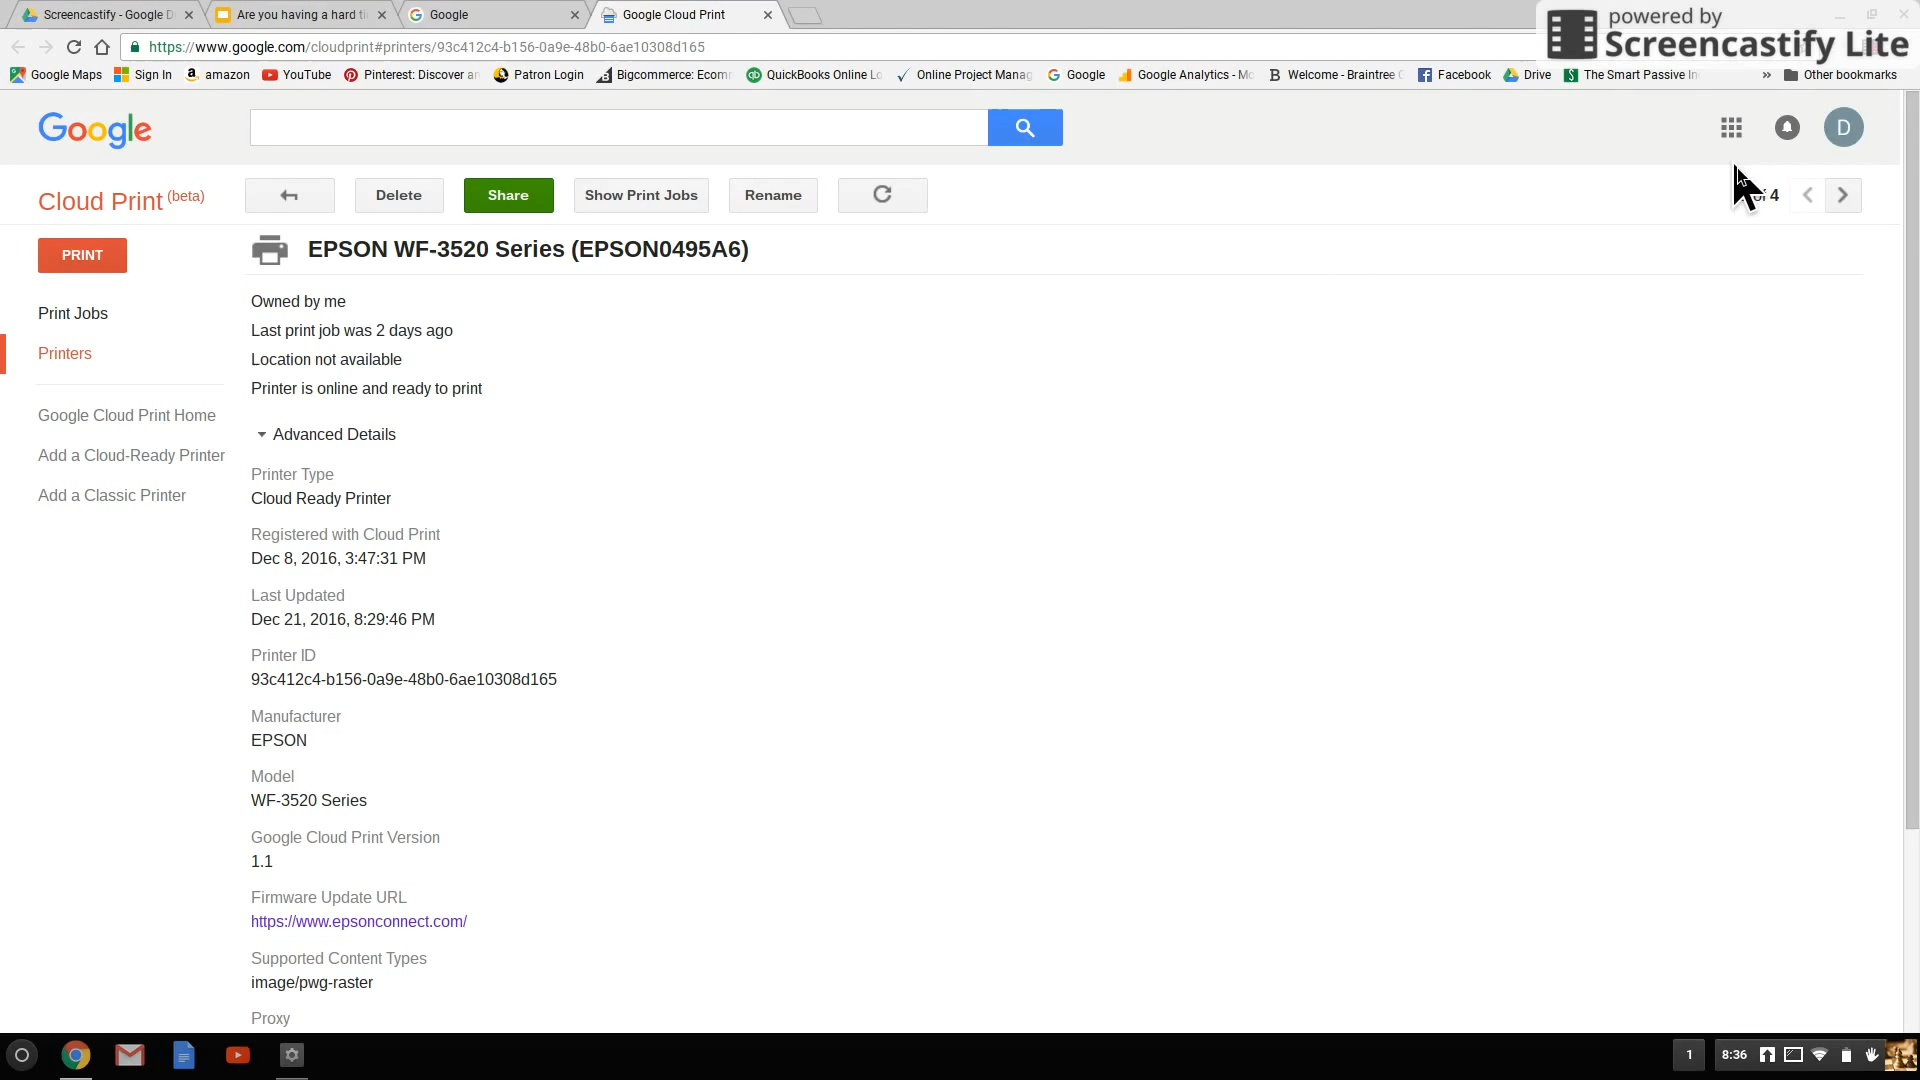 Screencastify - Google D
Are you having a hard ti
Google
Google Cloud Print
powered by
Screencastify Lite
https://www.google.com/cloudprint#printers/93c412c4-b156-0a9e-48b0-6ae10308d165
Google Maps
Sign In
amazon
YouTube
Pinterest: Discover an
Patron Login
Bigcommerce: Ecom
QuickBooks Online Lo
Online Project Manag
Google
Google Analytics - Mo
Welcome - Braintree
Facebook
Drive
The Smart Passive In
»
Other bookmarks
Google
D
Cloud Print (beta)
Delete
Share
Show Print Jobs
Rename
of 4
PRINT
EPSON WF-3520 Series (EPSON0495A6)
Print Jobs
Printers
Google Cloud Print Home
Add a Cloud-Ready Printer
Add a Classic Printer
Owned by me
Last print job was 2 days ago
Location not available
Printer is online and ready to print
Advanced Details
Printer Type
Cloud Ready Printer
Registered with Cloud Print
Dec 8, 2016, 3:47:31 PM
Last Updated
Dec 21, 2016, 8:29:46 PM
Printer ID
93c412c4-b156-0a9e-48b0-6ae10308d165
Manufacturer
EPSON
Model
WF-3520 Series
Google Cloud Print Version
1.1
Firmware Update URL
https://www.epsonconnect.com/
Supported Content Types
image/pwg-raster
Proxy
1
8:36